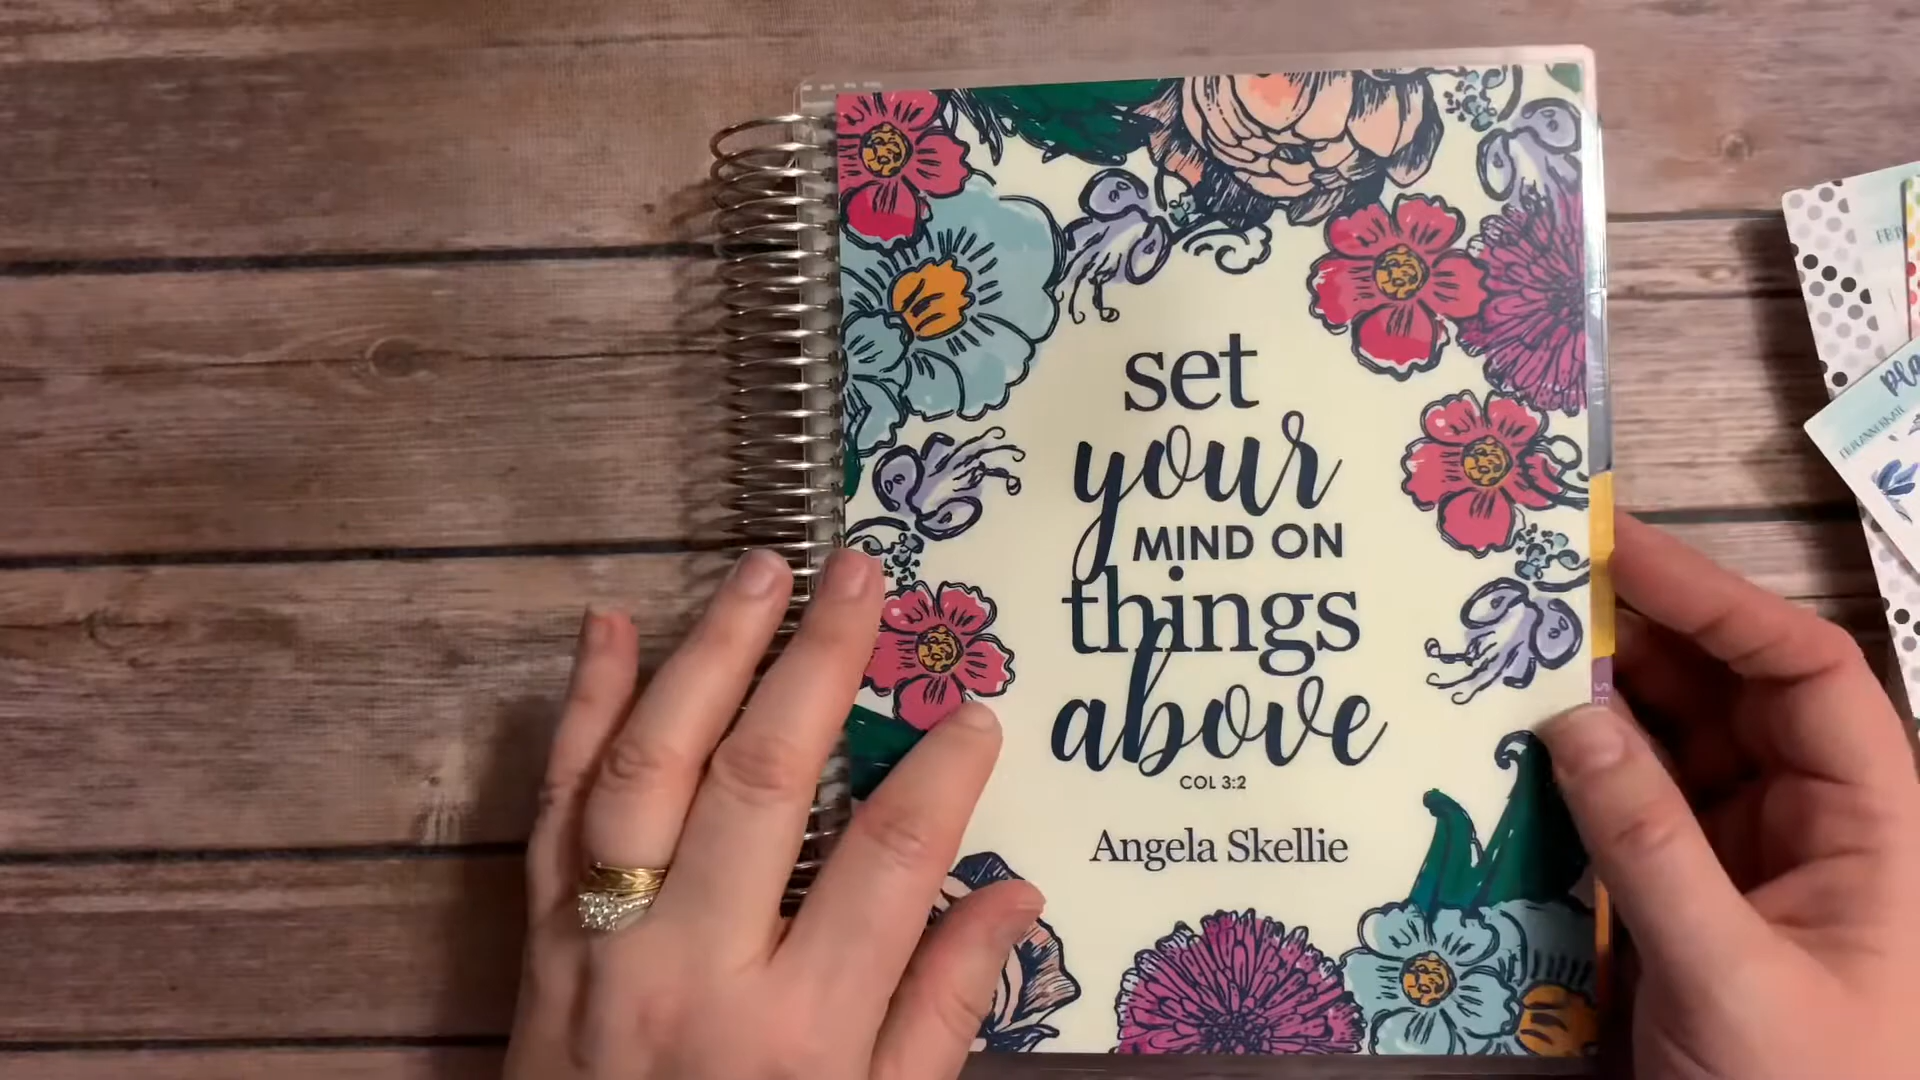 set
your
MIND ON
things
above
COL 3:2
Angela Skellie